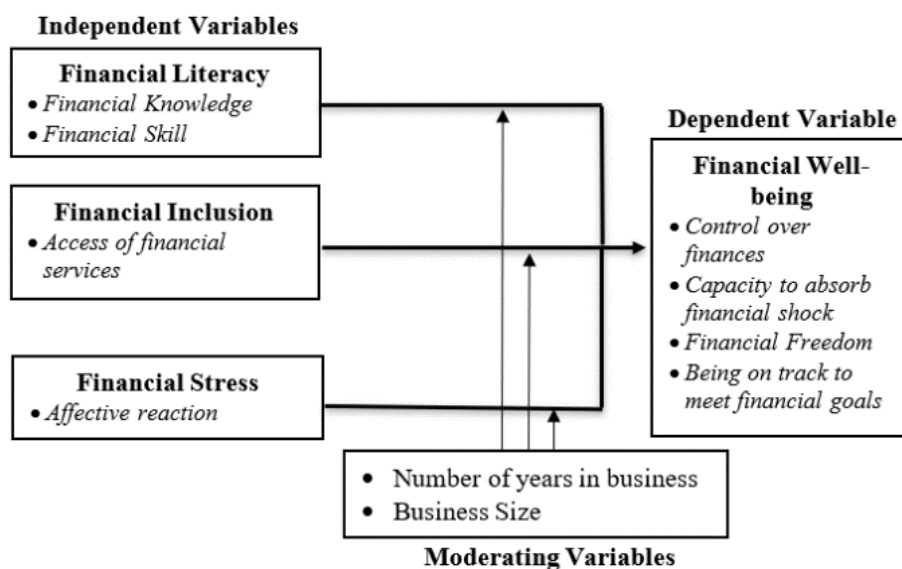 Independent Variables
Financial Literacy
• Financial Knowledge
• Financial Skill
Financial Inclusion
• Access of financial
services
Financial Stress
• Affective reaction
Dependent Variable
Financial Well-
being
• Control over
finances
• Capacity to absorb
financial shock
• Financial Freedom
• Being on track to
meet financial goals
• Number of years in business
• Business Size
Moderating Variables